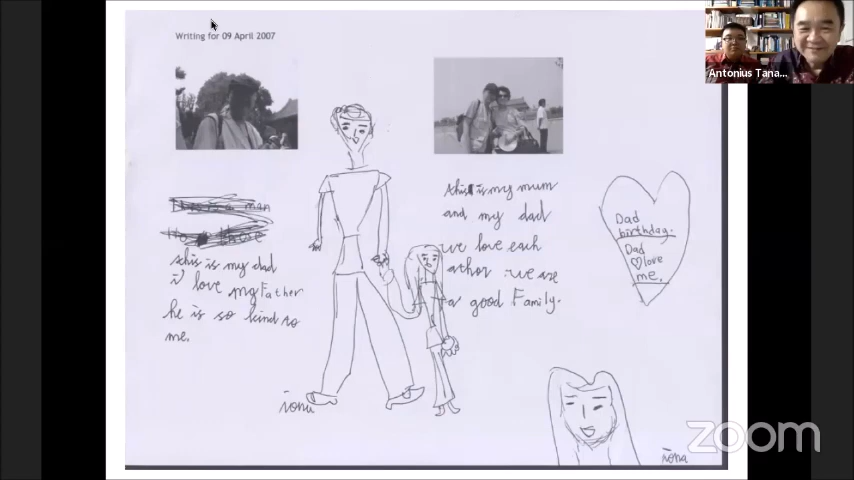 Writing for 09 April 2007
Antonius Tana...
this is my dad
i love my Father
he is so kind to
me.
this is my mum
and my dad
we love each
other we are
a good Family.
Dad
birthday.
Dad
♡love
me.
iona
iona
zoom